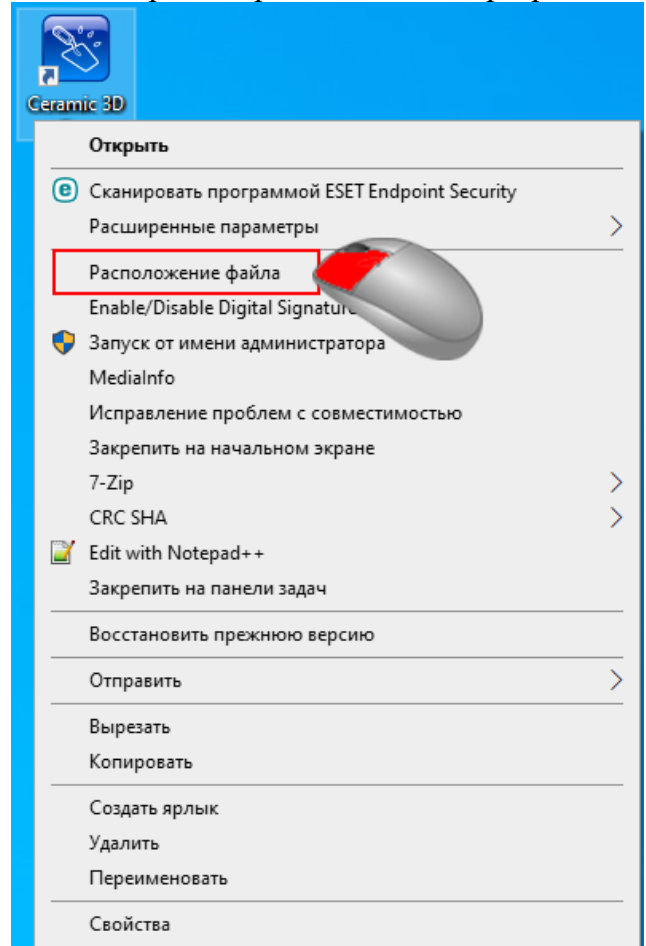 Ceramic 3D
Открыть
Сканировать программой ESET Endpoint Security
Расширенные параметры
Расположение файла
Enable/Disable Digital Signature
Запуск от имени администратора
MediaInfo
Исправление проблем с совместимостью
Закрепить на начальном экране
7-Zip
CRC SHA
Edit with Notepad++
Закрепить на панели задач
Восстановить прежнюю версию
Отправить
Вырезать
Копировать
Создать ярлык
Удалить
Переименовать
Свойства